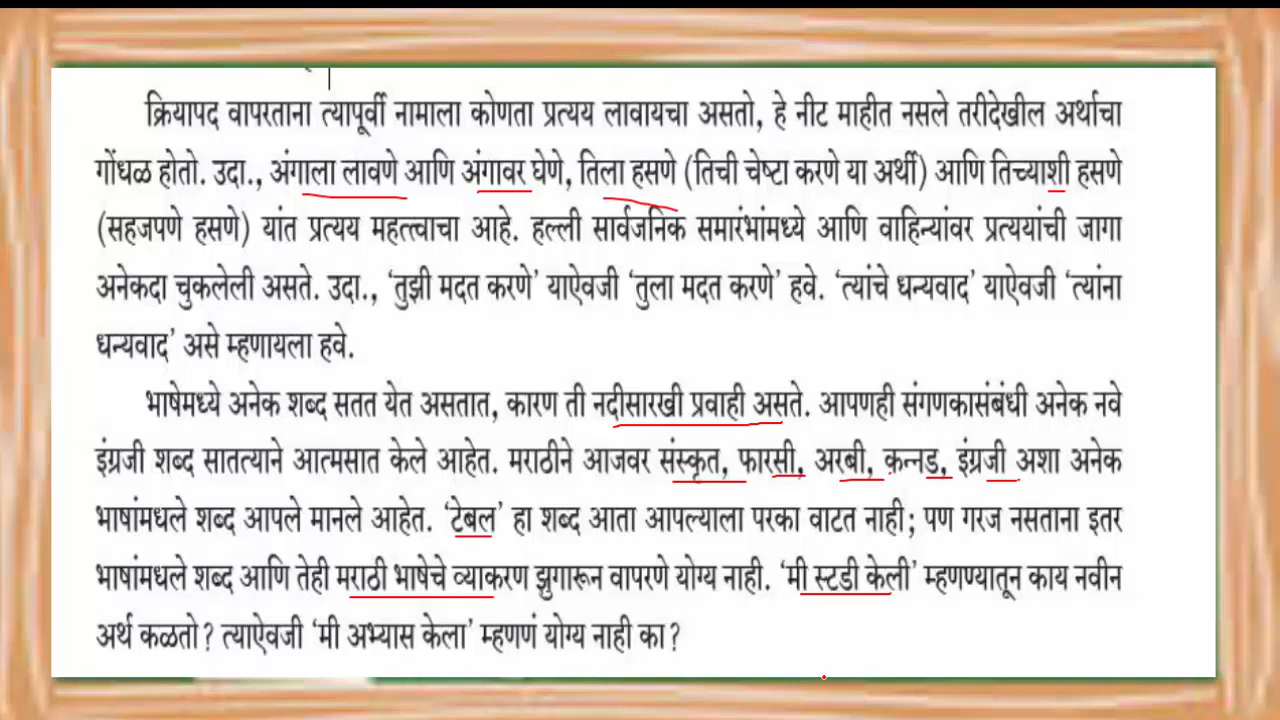 क्रियापद वापरताना त्यापूर्वी नामाला कोणता प्रत्यय लावायचा असतो, हे नीट माहीत नसले तरीदेखील अर्थाचा
गोंधळ होतो. उदा., अंगाला लावणे आणि अंगावर घेणे, तिला हसणे (तिची चेष्टा करणे या अर्थी) आणि तिच्याशी हसणे
(सहजपणे हसणे) यांत प्रत्यय महत्त्वाचा आहे. हल्ली सार्वजनिक समारंभांमध्ये आणि वाहिन्यांवर प्रत्ययांची जागा
अनेकदा चुकलेली असते. उदा., ‘तुझी मदत करणे’ याऐवजी ‘तुला मदत करणे’ हवे. ‘त्यांचे धन्यवाद’ याऐवजी ‘त्यांना
धन्यवाद’ असे म्हणायला हवे.
भाषेमध्ये अनेक शब्द सतत येत असतात, कारण ती नदीसारखी प्रवाही असते. आपणही संगणकासंबंधी अनेक नवे
इंग्रजी शब्द सातत्याने आत्मसात केले आहेत. मराठीने आजवर संस्कृत, फारसी, अरबी, कन्नड, इंग्रजी अशा अनेक
भाषांमधले शब्द आपले मानले आहेत. ‘टेबल’ हा शब्द आता आपल्याला परका वाटत नाही; पण गरज नसताना इतर
भाषांमधले शब्द आणि तेही मराठी भाषेचे व्याकरण झुगारून वापरणे योग्य नाही. ‘मी स्टडी केली’ म्हणण्यातून काय नवीन
अर्थ कळतो? त्याऐवजी ‘मी अभ्यास केला’ म्हणणं योग्य नाही का?